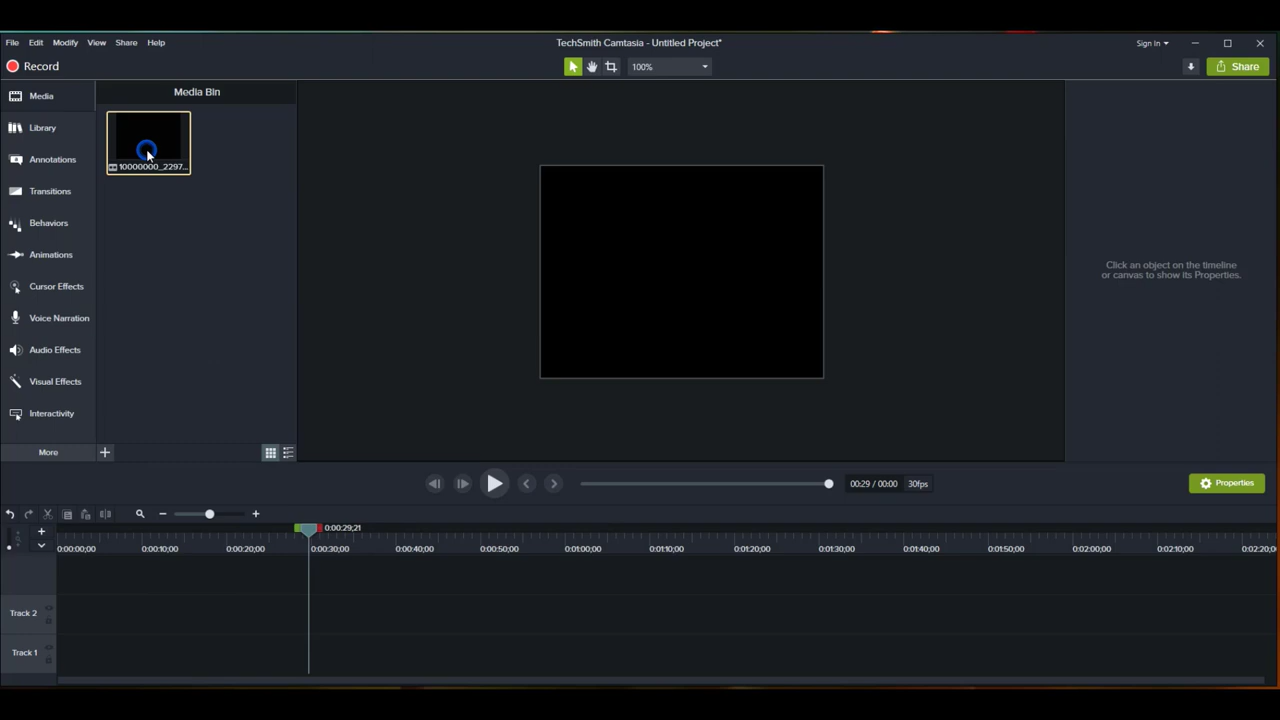 File Edit Modify View Share Help
TechSmith Camtasia - Untitled Project*
Sign In
Record
100%
Share
Media
Library
Annotations
Transitions
Behaviors
Animations
Cursor Effects
Voice Narration
Audio Effects
Visual Effects
Interactivity
More
Media Bin
10000000_2297...
Click an object on the timeline
or canvas to show its Properties.
00:29 / 00:00 30fps
Properties
0:00:29;21
0:00:00;00 0:00:10;00 0:00:20;00 0:00:30;00 0:00:40;00 0:00:50;00 0:01:00;00 0:01:10;00 0:01:20;00 0:01:30;00 0:01:40;00 0:01:50;00 0:02:00;00 0:02:10;00 0:02:20;00
Track 2
Track 1